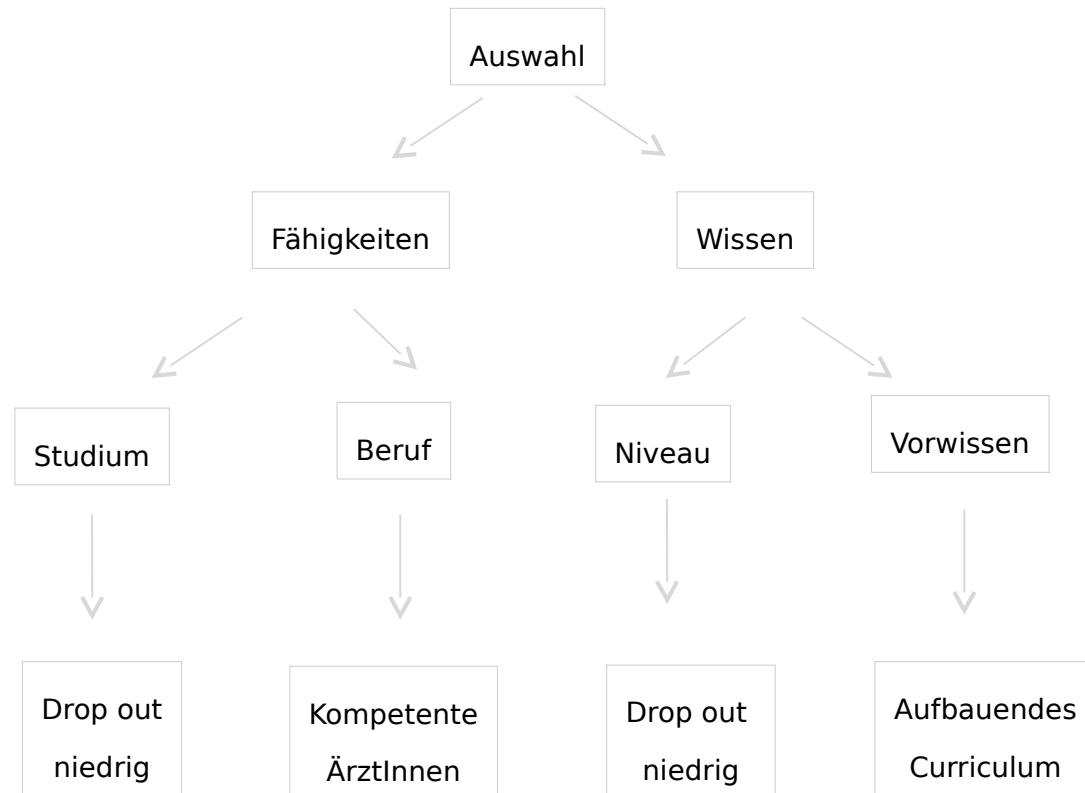 Auswahl
Fähigkeiten
Wissen
Studium
Beruf
Niveau
Vorwissen
Drop out
niedrig
Kompetente
ÄrztInnen
Drop out
niedrig
Aufbauendes
Curriculum